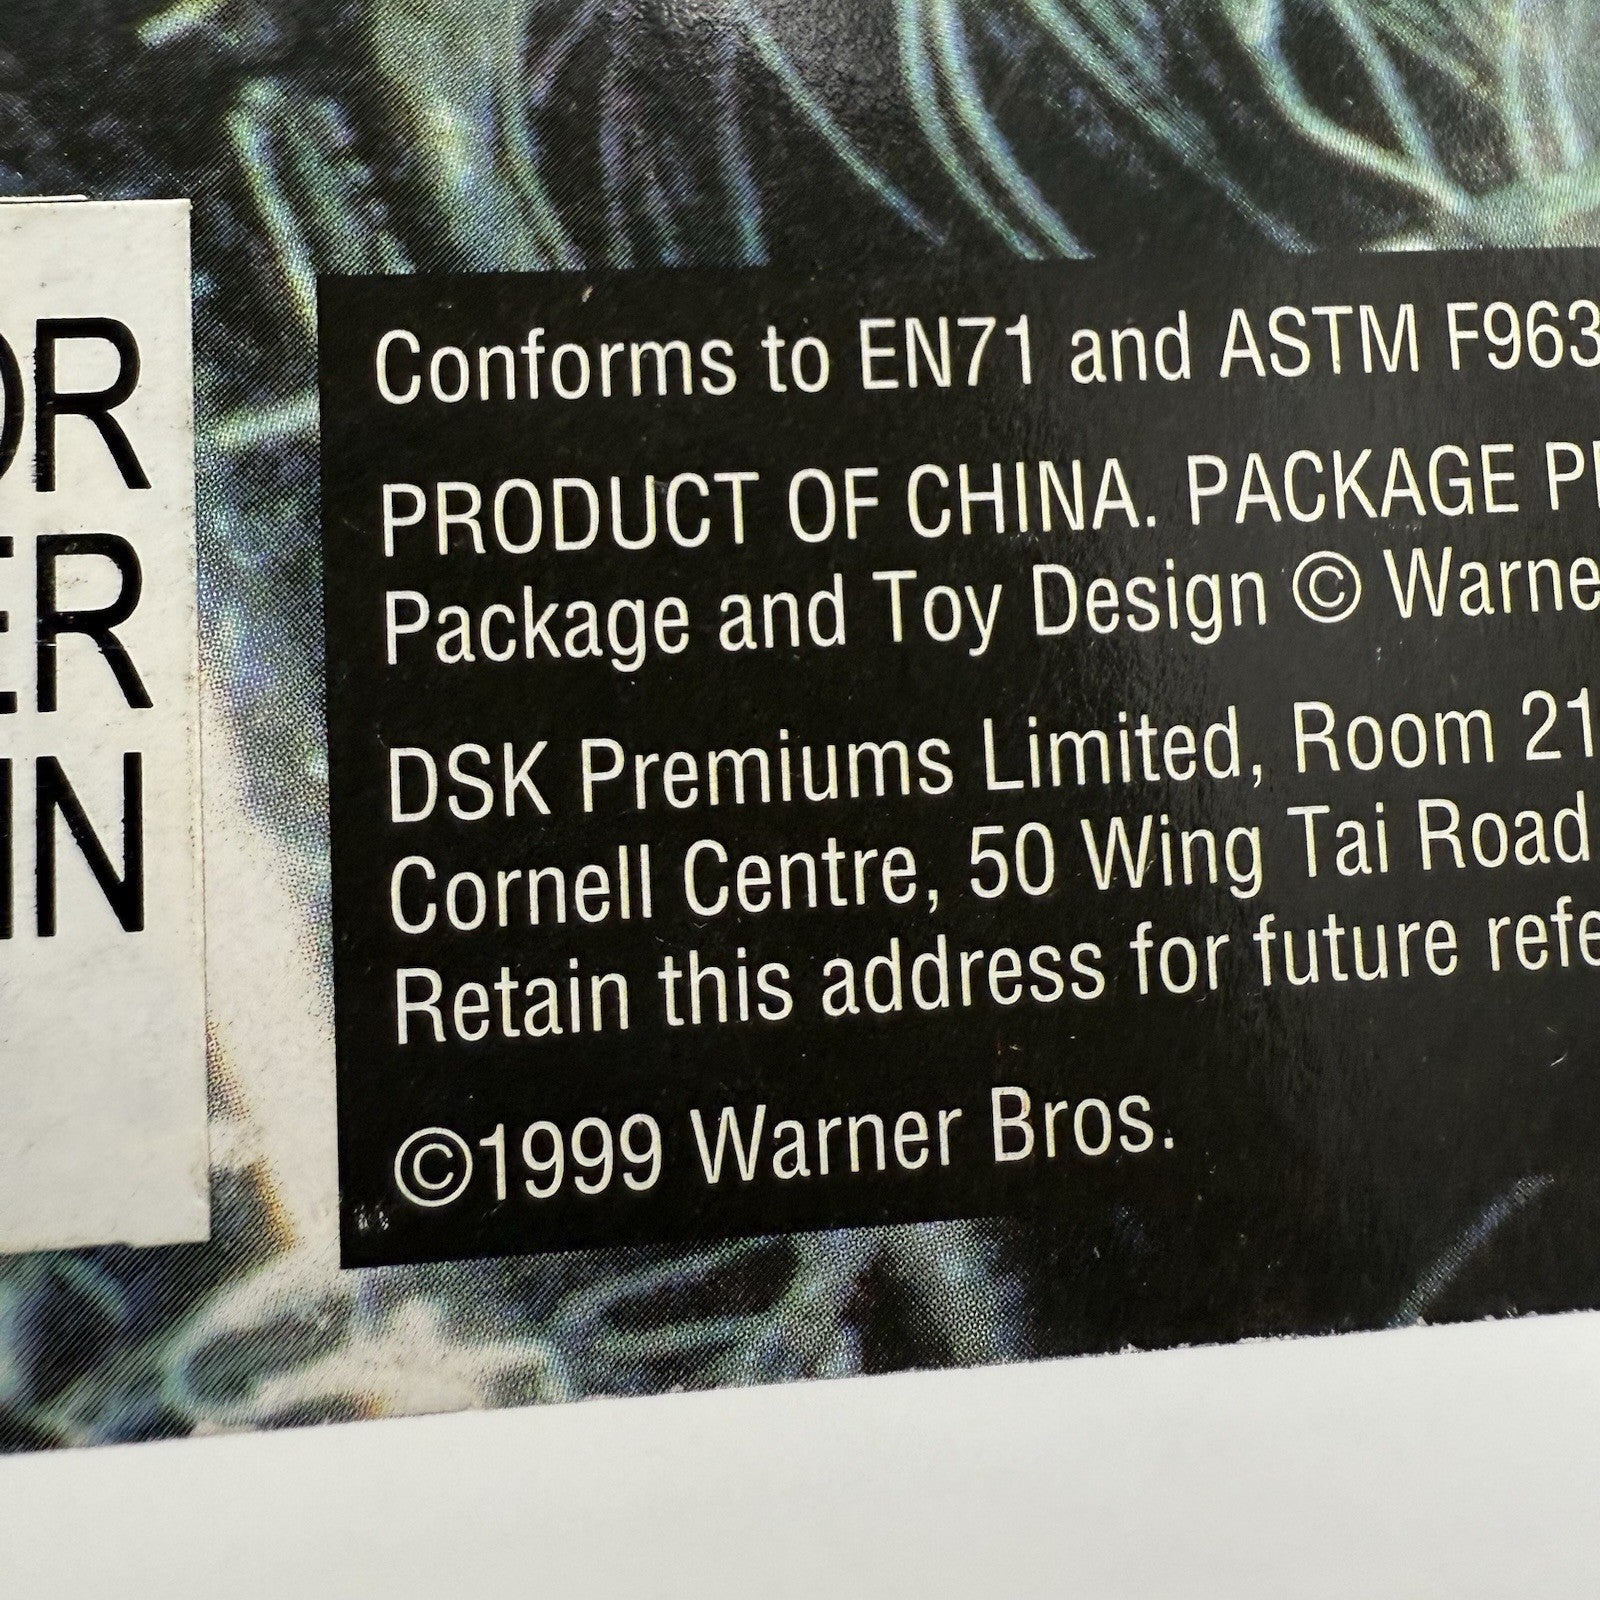 OR
ER
IN
Conforms to EN71 and ASTM F963
PRODUCT OF CHINA. PACKAGE
Package and Toy Design © Warne
DSK Premiums Limited, Room 21
Cornell Centre, 50 Wing Tai Road
Retain this address for future refe
©1999 Warner Bros.